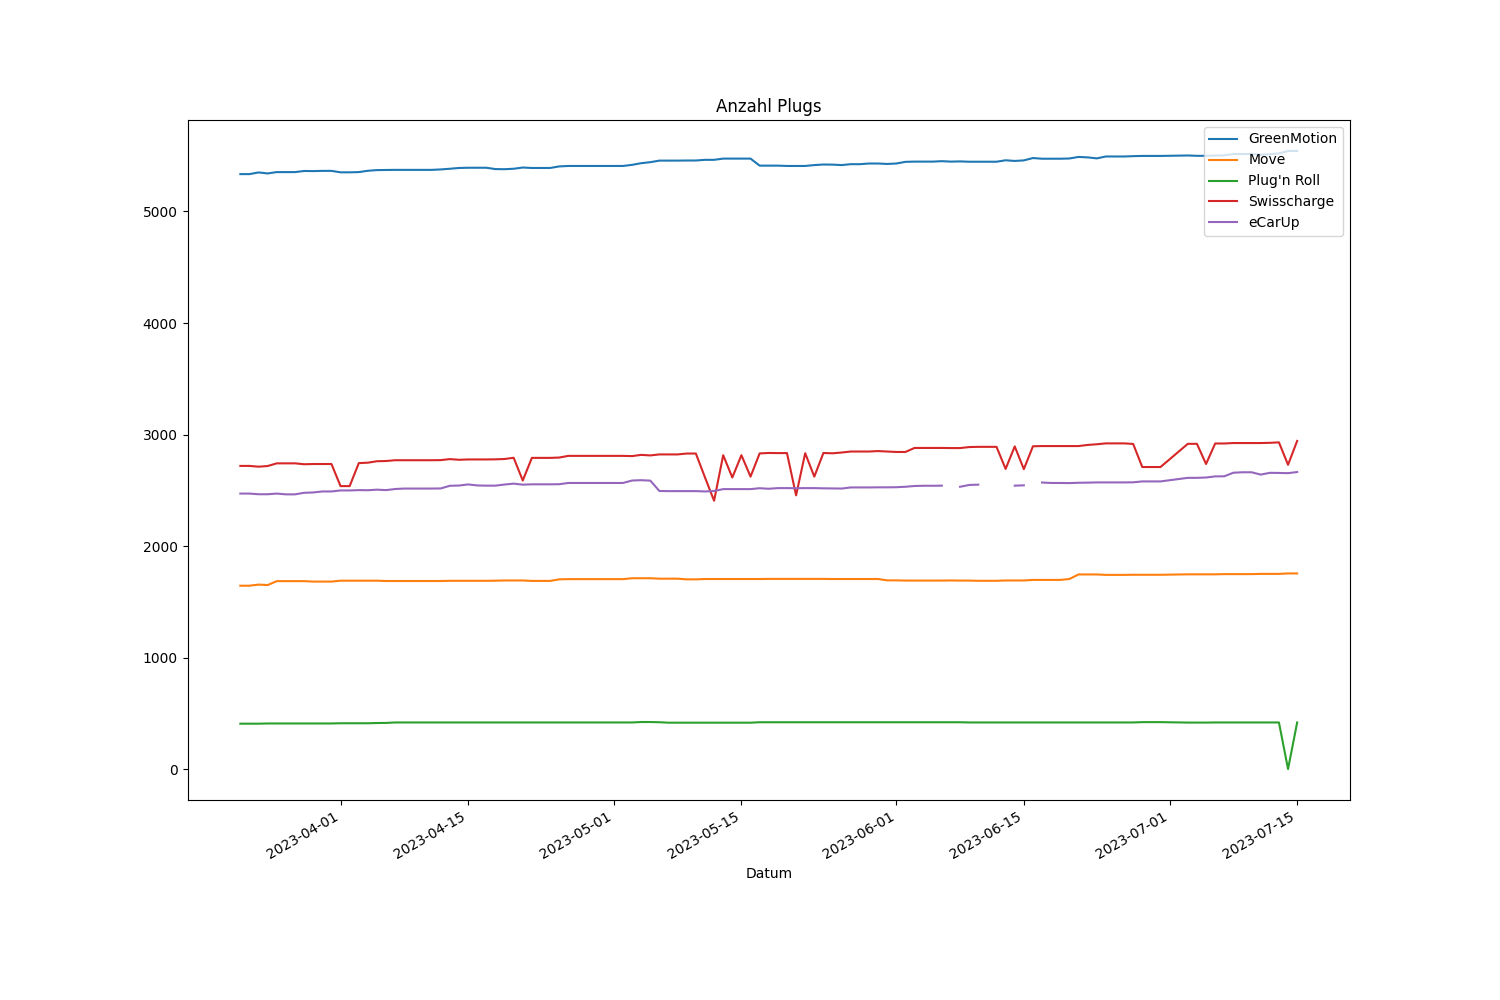 Anzahl Plugs
GreenMotion
Move
Plug'n Roll
Swisscharge
eCarUp
5000
4000
3000
2000
1000
0
2023-04-01
2023-04-15
2023-05-01
2023-05-15
2023-06-01
2023-06-15
2023-07-01
2023-07-15
Datum